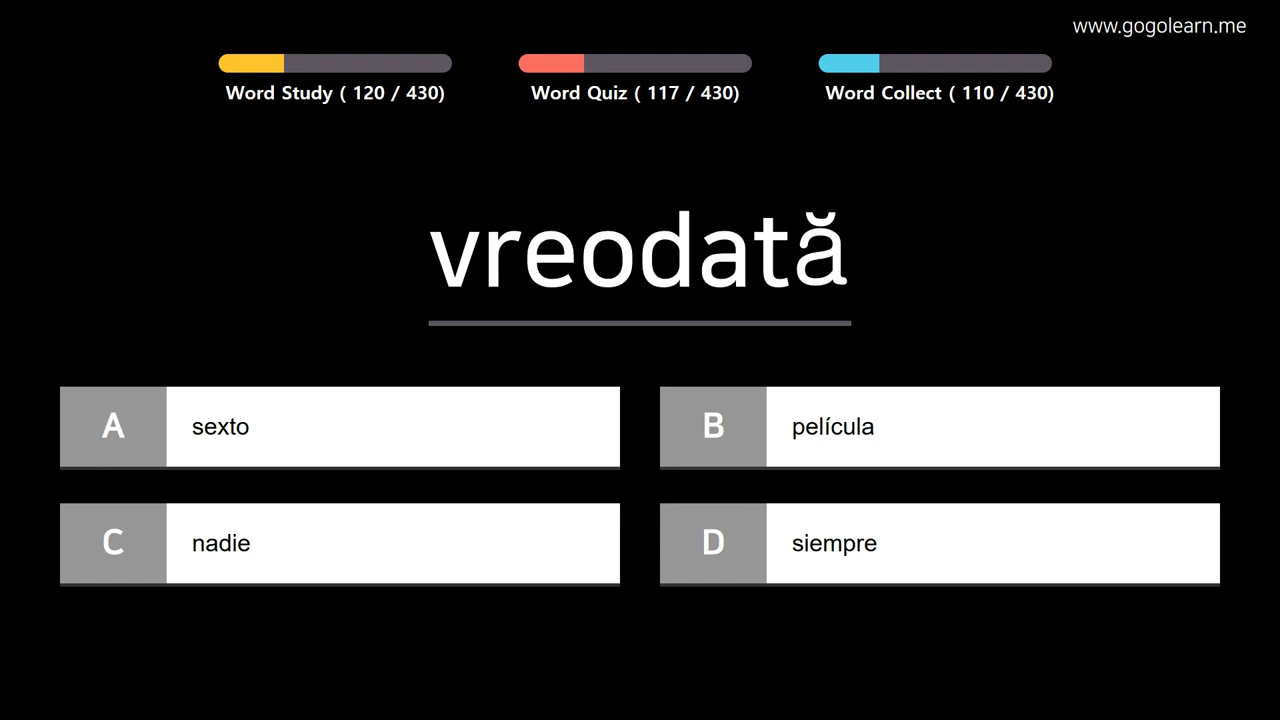 www.gogolearn.me
Word Study ( 120 / 430)
Word Quiz ( 117 / 430)
Word Collect ( 110 / 430)
vreodată
A sexto
B película
C nadie
D siempre